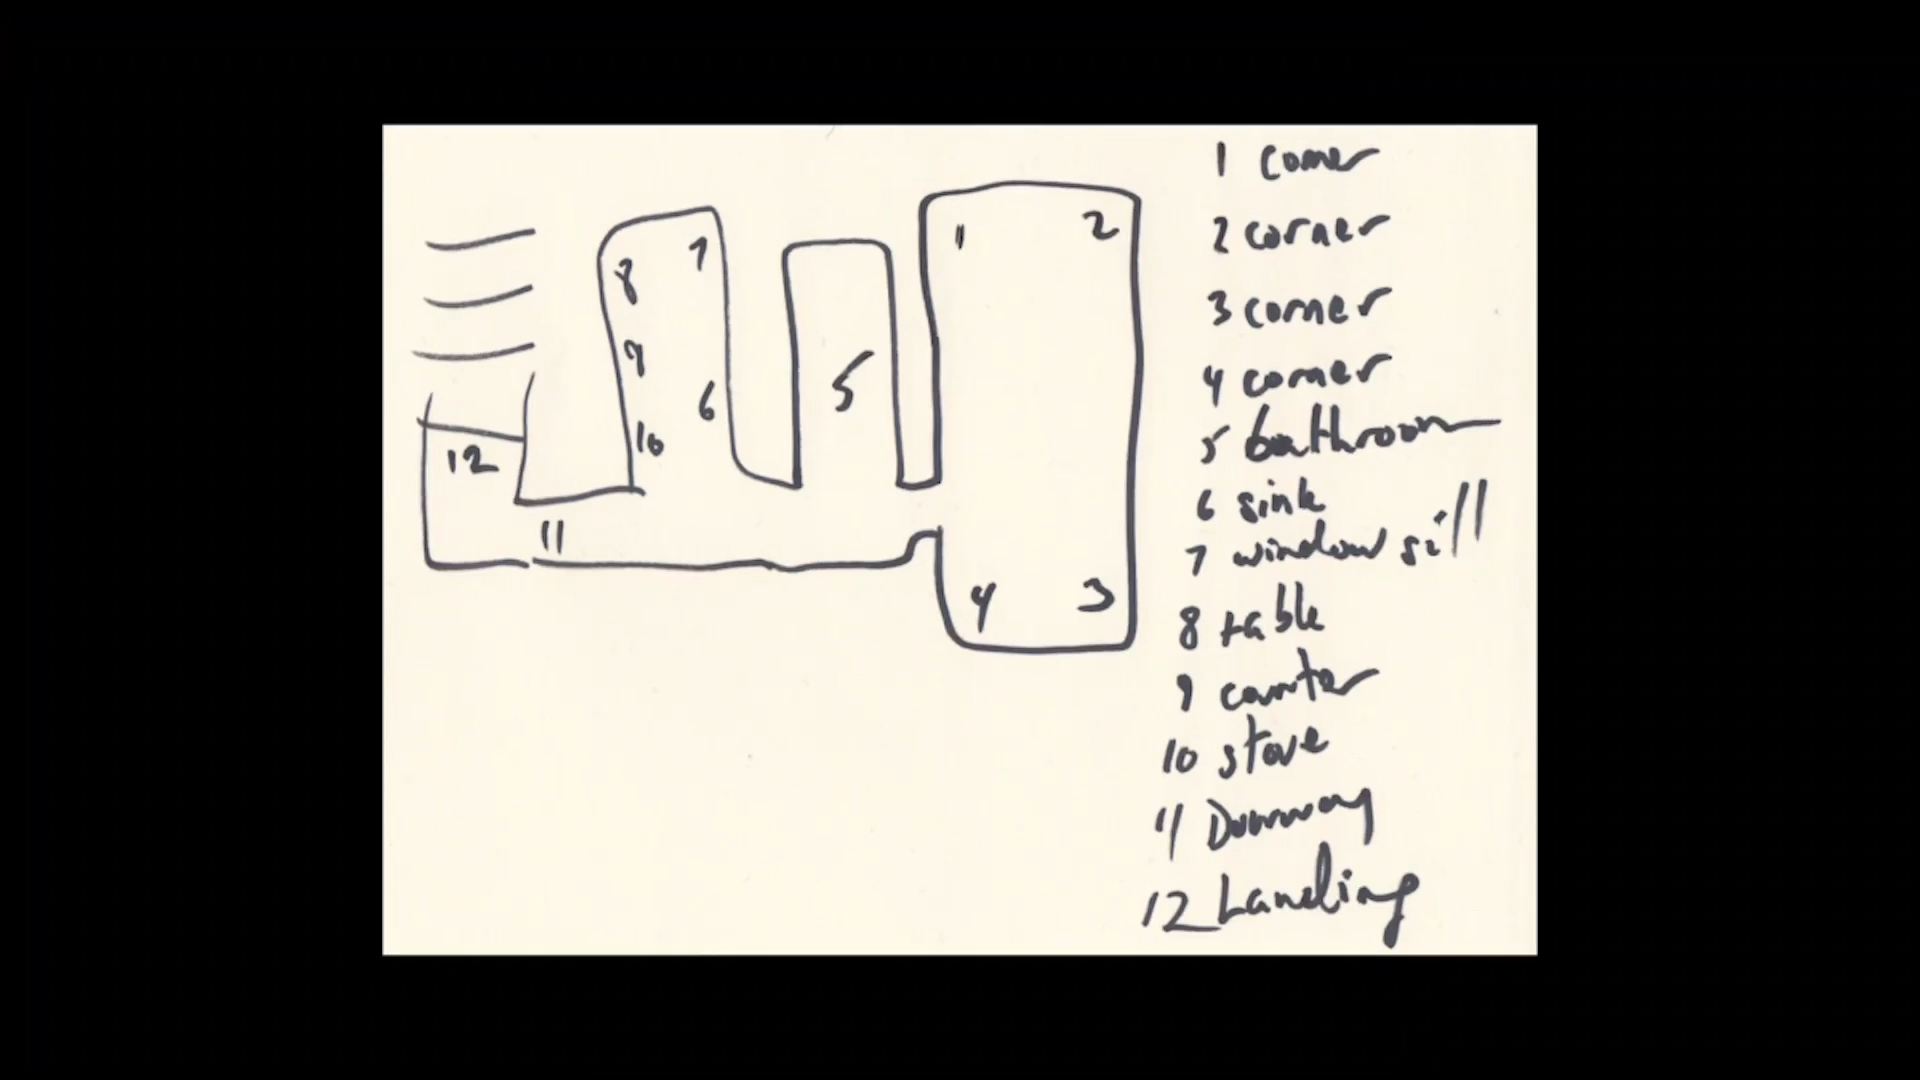 1 corner
2 corner
3 corner
4 corner
5 bathroom
6 sink
7 window sill
8 table
9 counter
10 stove
11 Doorway
12 Landing
1
2
8
7
9
6
5
10
12
11
4
3